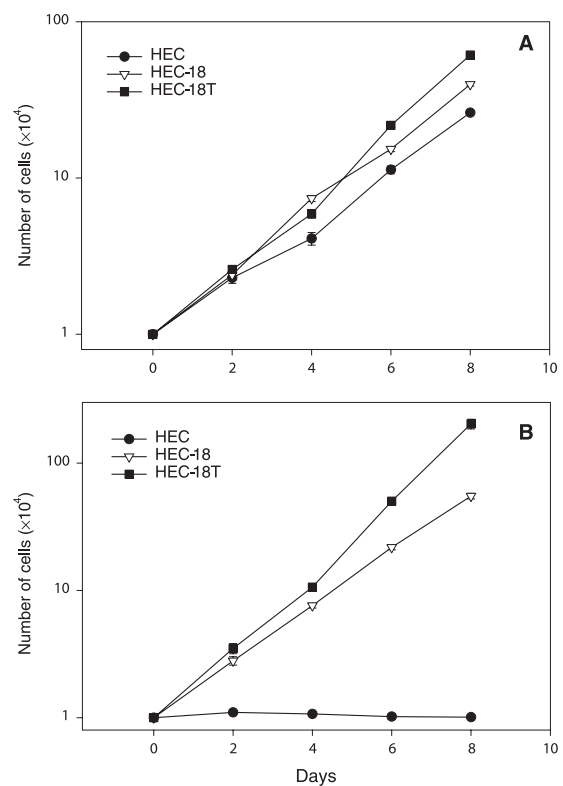 100
A
HEC
HEC-18
HEC-18T
Number of cells (×10⁴)
10
1
0 2 4 6 8 10
B
HEC
HEC-18
HEC-18T
100
Number of cells (×10⁴)
10
1
0 2 4 6 8 10
Days